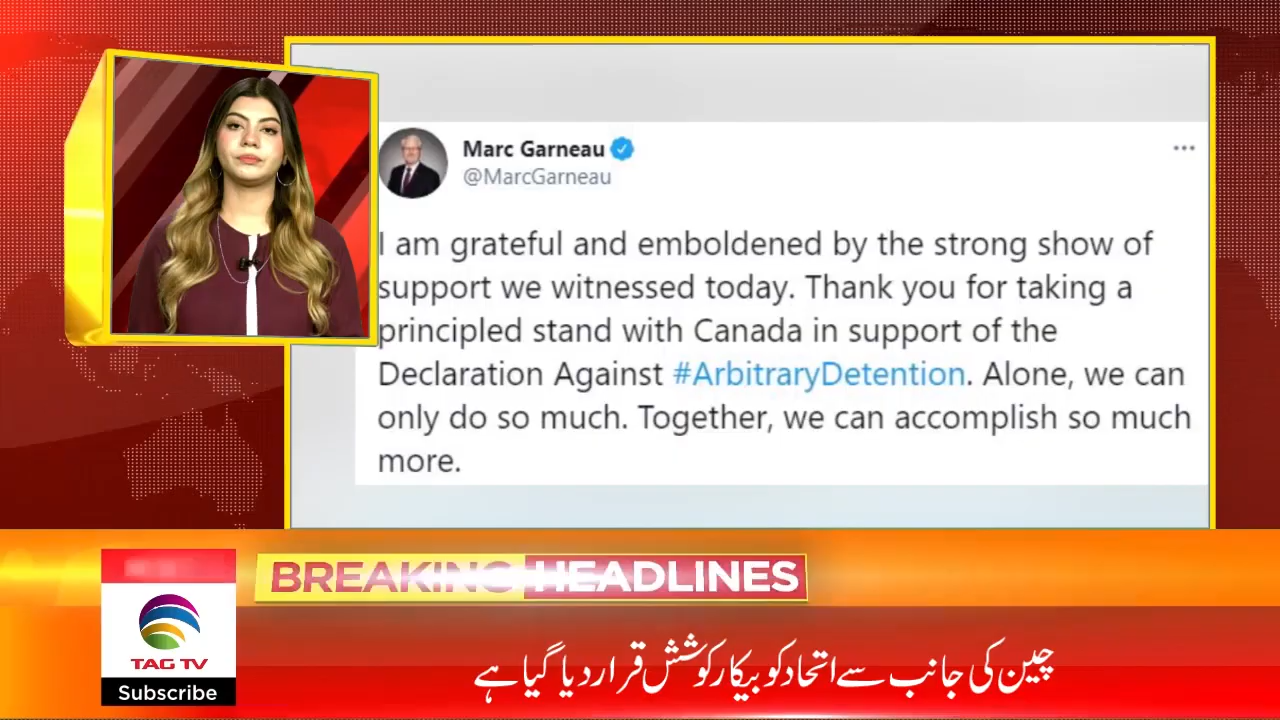 Marc Garneau
@MarcGarneau
I am grateful and emboldened by the strong show of
support we witnessed today. Thank you for taking a
principled stand with Canada in support of the
Declaration Against #ArbitraryDetention. Alone, we can
only do so much. Together, we can accomplish so much
more.
BREAKING HEADLINES
TAG TV
Subscribe
چین کی جانب سے اتحاد کو بیکار کوشش قرار دیا گیا ہے